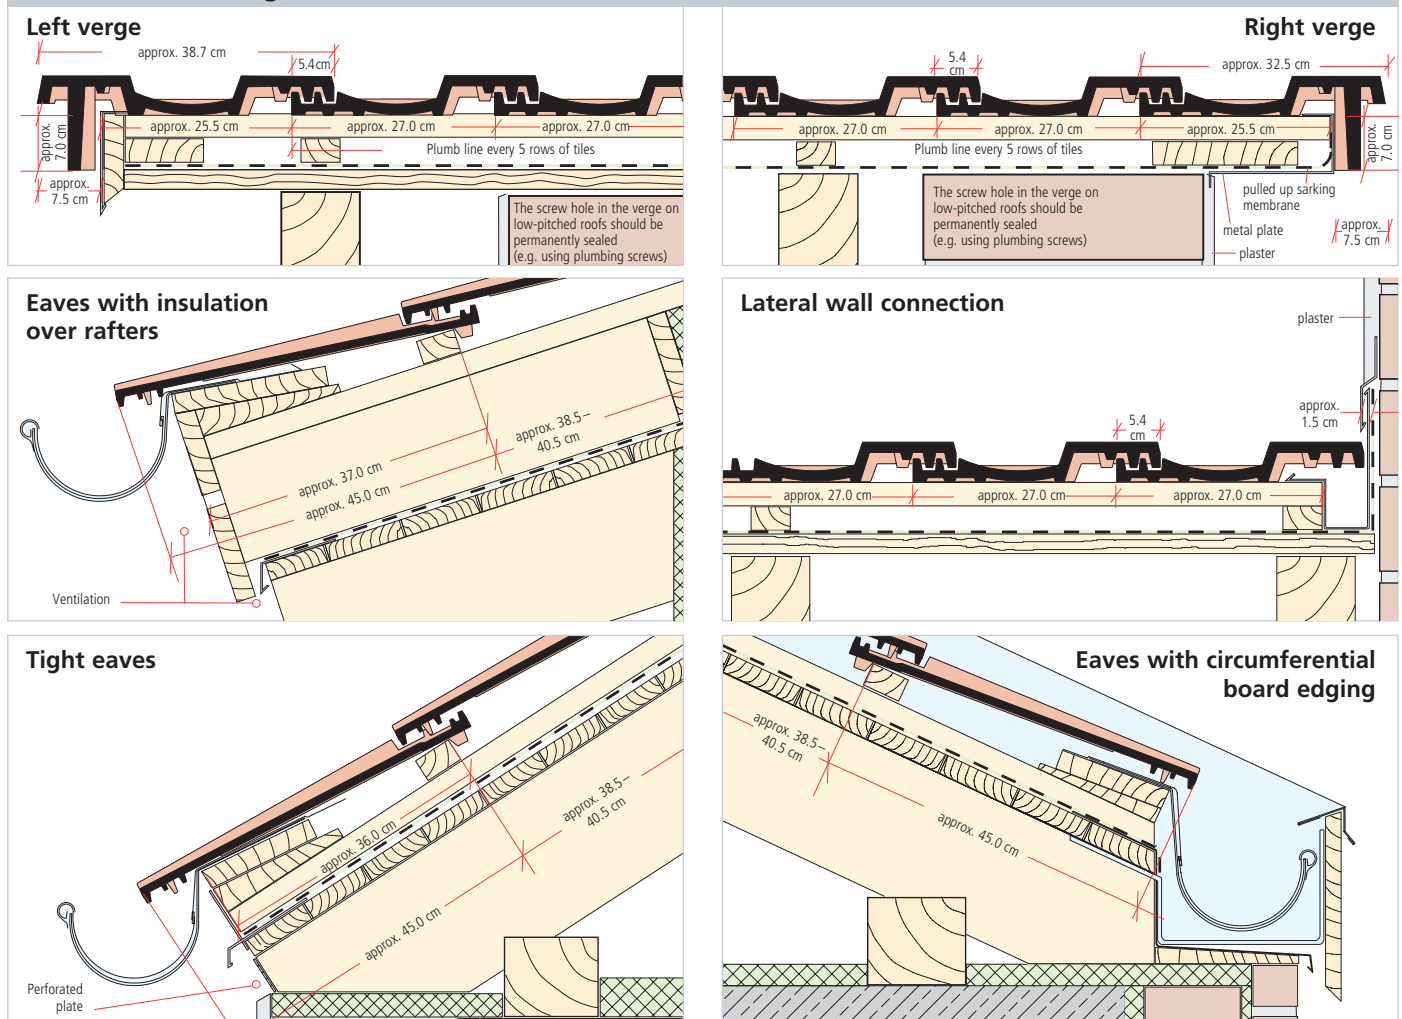 Left verge
approx. 38.7 cm
5.4cm
approx. 25.5 cm
approx. 27.0 cm
approx. 27.0 cm
approx.
7.0 cm
Plumb line every 5 rows of tiles
approx.
7.5 cm
The screw hole in the verge on
low-pitched roofs should be
permanently sealed
(e.g. using plumbing screws)
Right verge
5.4
cm
approx. 32.5 cm
approx. 27.0 cm
approx. 27.0 cm
approx. 25.5 cm
approx.
7.0 cm
Plumb line every 5 rows of tiles
The screw hole in the verge on
low-pitched roofs should be
permanently sealed
(e.g. using plumbing screws)
pulled up sarking
membrane
metal plate
approx.
7.5 cm
plaster
Eaves with insulation
over rafters
approx. 38.5–
40.5 cm
approx. 37.0 cm
approx. 45.0 cm
Ventilation
Lateral wall connection
plaster
approx.
1.5 cm
5.4
cm
approx. 27.0 cm
approx. 27.0 cm
approx. 27.0 cm
Tight eaves
approx. 38.5–
40.5 cm
approx. 36.0 cm
approx. 45.0 cm
Perforated
plate
Eaves with circumferential
board edging
approx. 38.5–
40.5 cm
approx. 45.0 cm